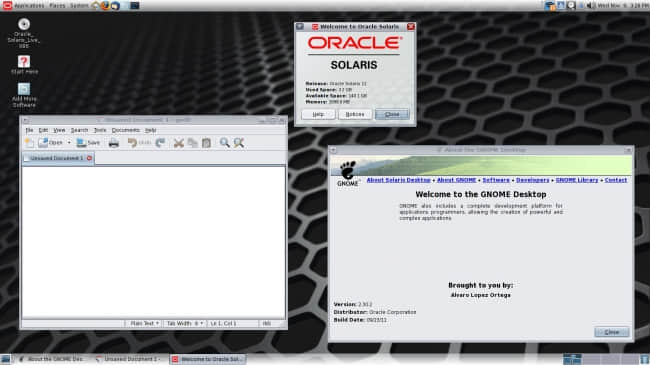 Applications Places System
Wed Nov 9, 3:28 PM
Oracle_
Solaris_Live_
X86
Start Here
Add More
Software
Welcome to Oracle Solaris
ORACLE
SOLARIS
Release: Oracle Solaris 11
Used Space: 3.2 GB
Available Space: 140.1 GB
Memory:
Help Notices Close
Unsaved Document 1 - gedit
File Edit View Search Tools Documents Help
Open Save Undo
Unsaved Document 1
Plain Text Tab Width: 8 Ln 1, Col 1 INS
About the GNOME Desktop
GNOME
About Solaris Desktop • About GNOME • Software • Developers • GNOME Library • Contact
Welcome to the GNOME Desktop
GNOME also includes a complete development platform for
applications programmers, allowing the creation of powerful and
complex applications.
Brought to you by:
Alvaro Lopez Ortega
Version: 2.30.2
Distributor: Oracle Corporation
Build Date: 09/23/11
Close
About the GNOME Des... Unsaved Document 1 -... Welcome to Oracle Sol...